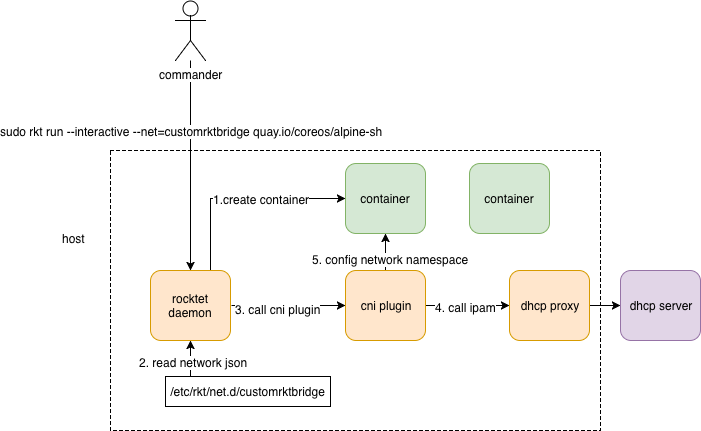 commander
sudo rkt run --interactive --net=customrktbridge quay.io/coreos/alpine-sh
1.create container
container
container
host
5. config network namespace
rocktet
daemon
3. call cni plugin
cni plugin
4. call ipam
dhcp proxy
dhcp server
2. read network json
/etc/rkt/net.d/customrktbridge